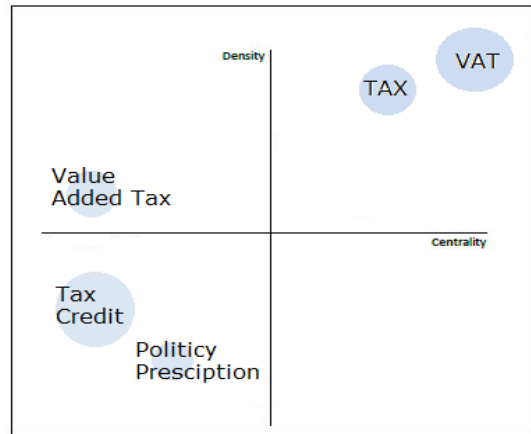 Density
VAT
TAX
Value
Added Tax
Centrality
Tax
Credit
Politicy
Presciption